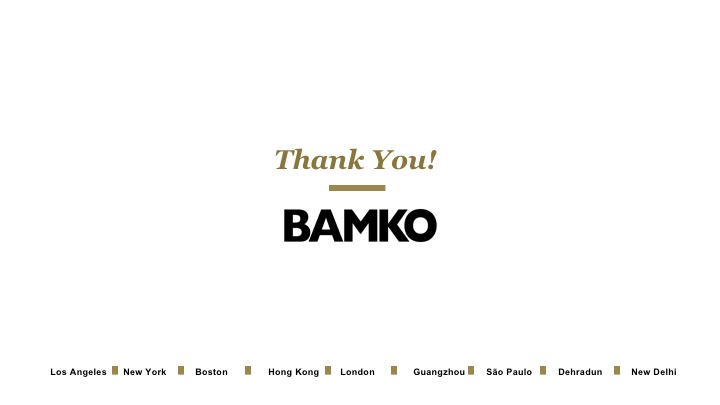 Thank You!
BAMKO
Los Angeles New York Boston Hong Kong London Guangzhou São Paulo Dehradun New Delhi